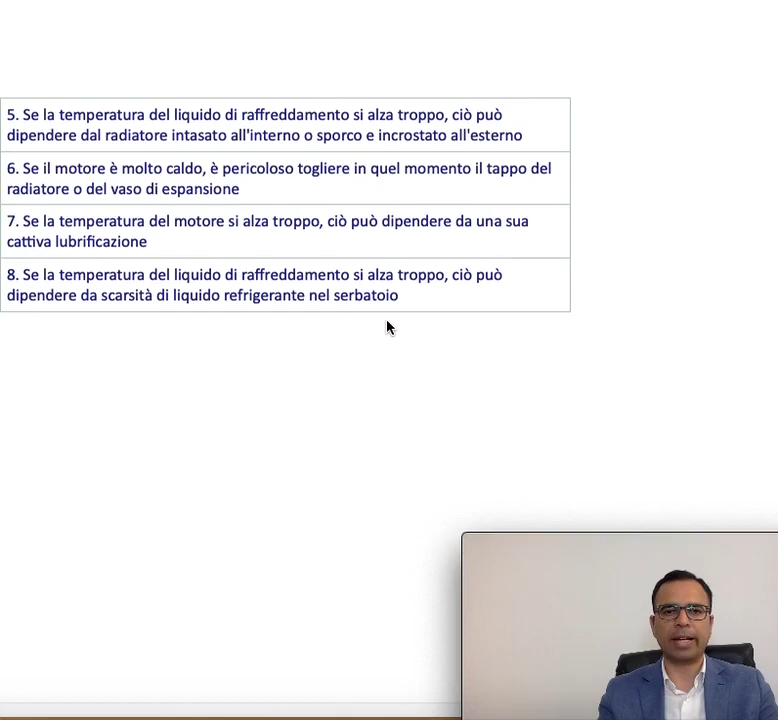 5. Se la temperatura del liquido di raffreddamento si alza troppo, ciò può
dipendere dal radiatore intasato all'interno o sporco e incrostato all'esterno
6. Se il motore è molto caldo, è pericoloso togliere in quel momento il tappo del
radiatore o del vaso di espansione
7. Se la temperatura del motore si alza troppo, ciò può dipendere da una sua
cattiva lubrificazione
8. Se la temperatura del liquido di raffreddamento si alza troppo, ciò può
dipendere da scarsità di liquido refrigerante nel serbatoio